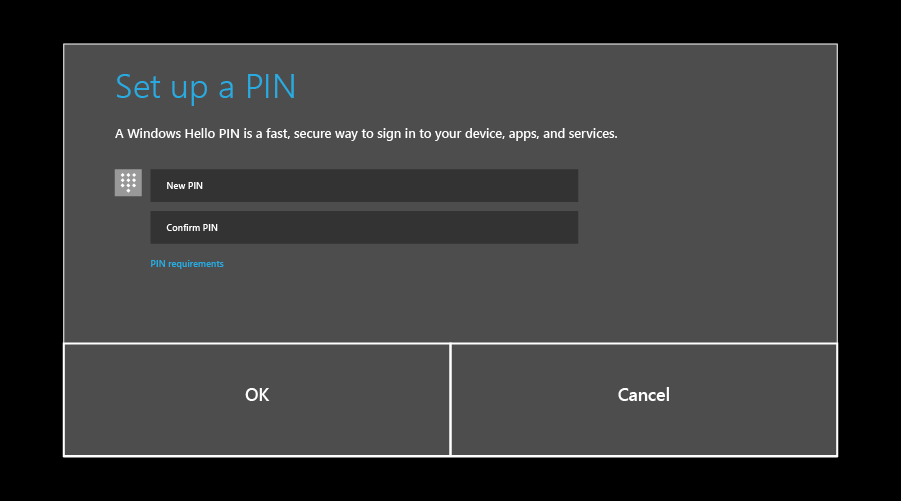 Set up a PIN
A Windows Hello PIN is a fast, secure way to sign in to your device, apps, and services.
New PIN
Confirm PIN
PIN requirements
OK
Cancel